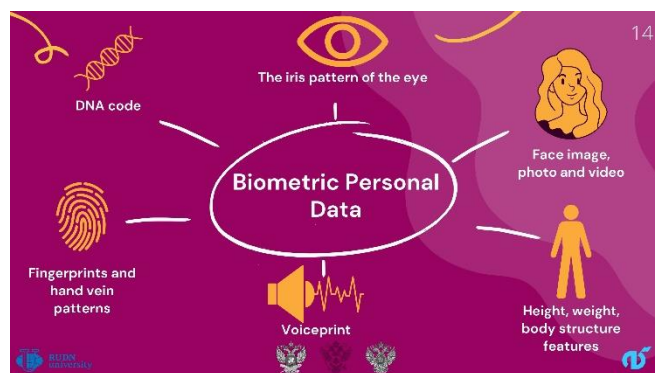 14
DNA code
The iris pattern of the eye
Face image,
photo and video
Biometric Personal
Data
Fingerprints and
hand vein
patterns
Voiceprint
Height, weight,
body structure
features
RUDN
university